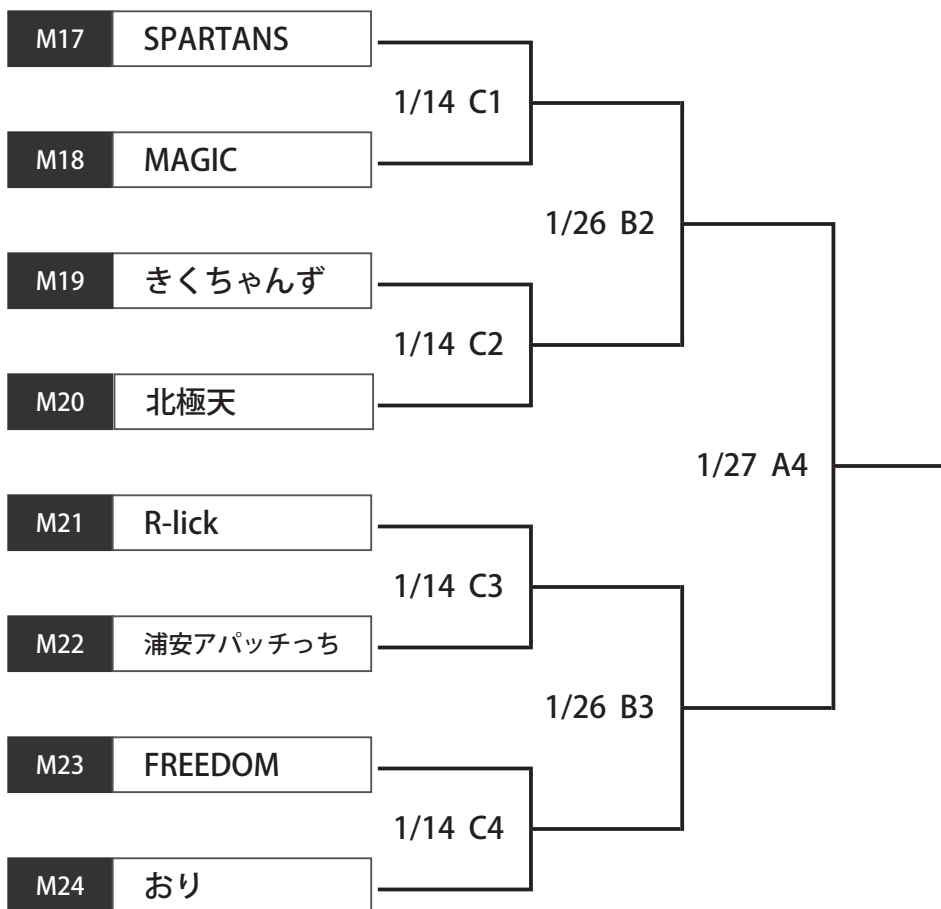 M17 SPARTANS
1/14 C1
M18 MAGIC
1/26 B2
M19 きくちゃんず
1/14 C2
M20 北極天
1/27 A4
M21 R-lick
1/14 C3
M22 浦安アパッチっち
1/26 B3
M23 FREEDOM
1/14 C4
M24 おり